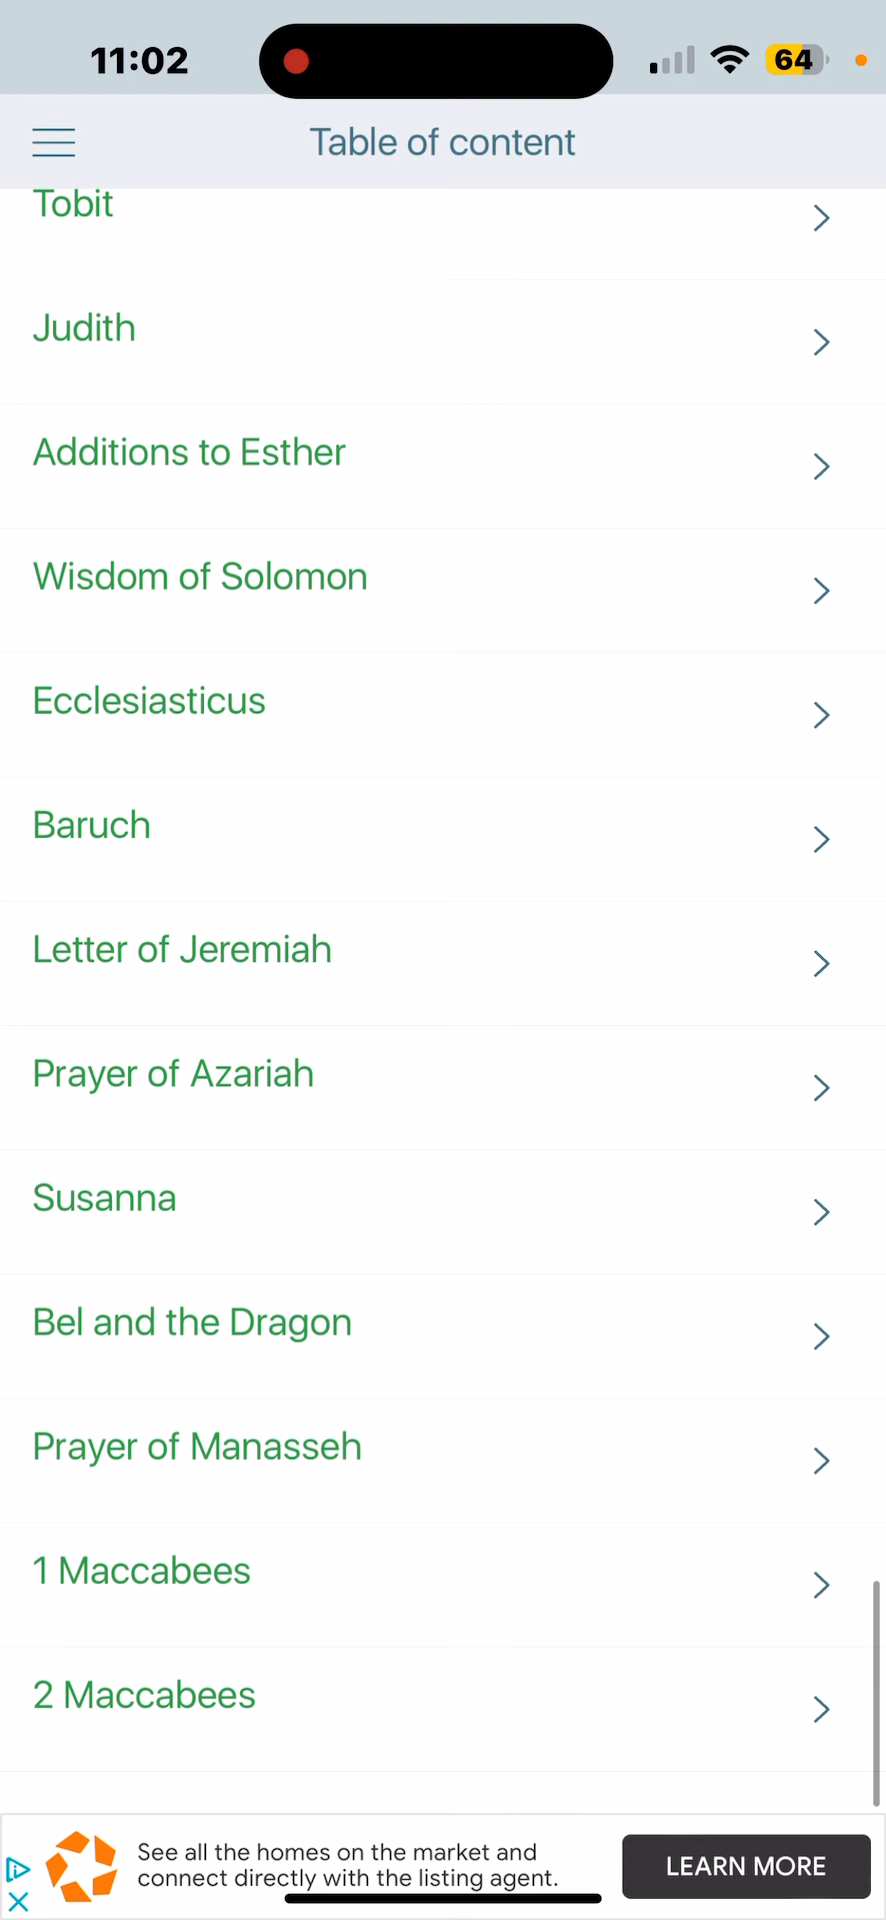 11:02
64
Table of content
Tobit
Judith
Additions to Esther
Wisdom of Solomon
Ecclesiasticus
Baruch
Letter of Jeremiah
Prayer of Azariah
Susanna
Bel and the Dragon
Prayer of Manasseh
1 Maccabees
2 Maccabees
See all the homes on the market and
connect directly with the listing agent.
LEARN MORE